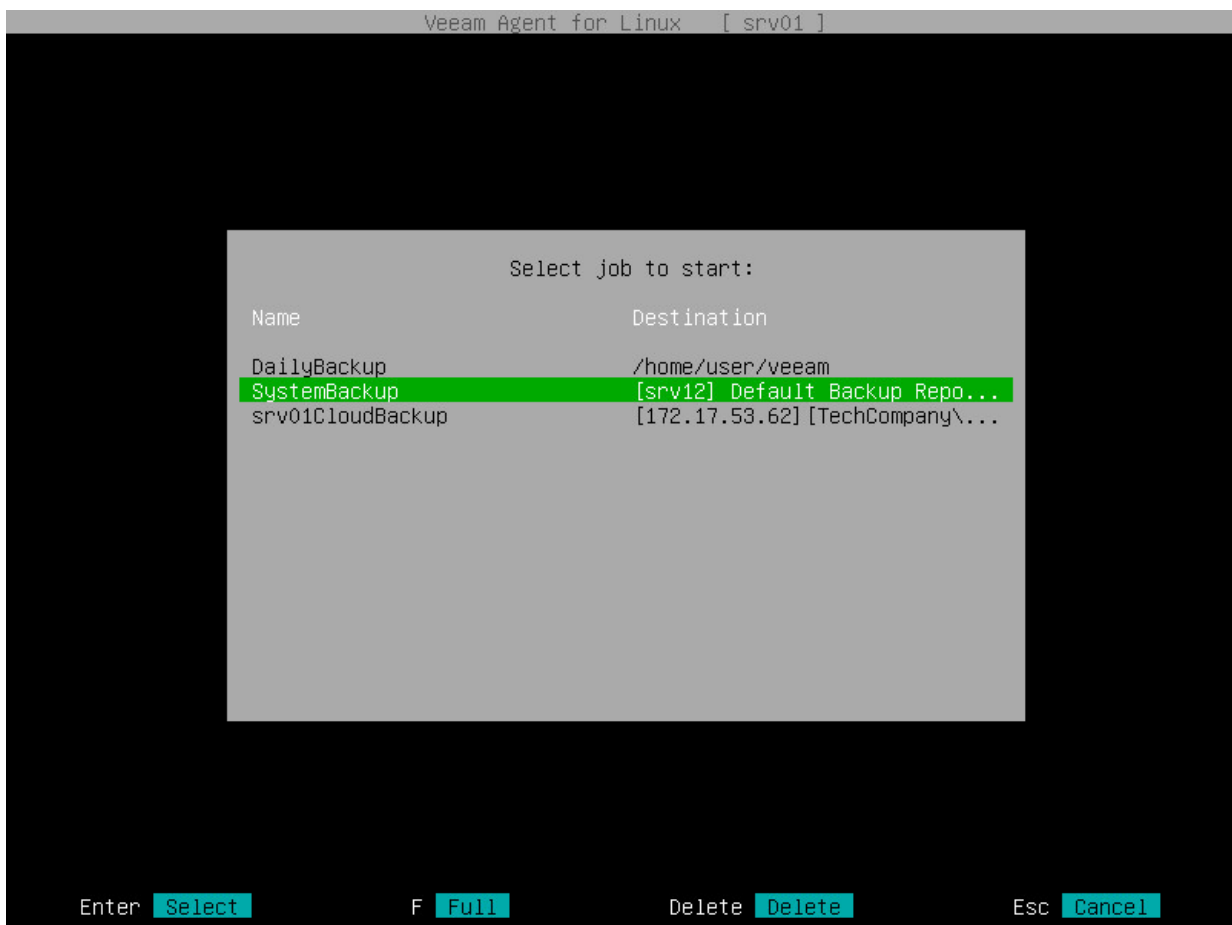 Veeam Agent for Linux [ srv01 ]
Select job to start:
Name Destination
DailyBackup /home/user/veeam
SystemBackup [srv12] Default Backup Repo...
srv01CloudBackup [172.17.53.62][TechCompany\...
Enter Select F Full Delete Delete Esc Cancel